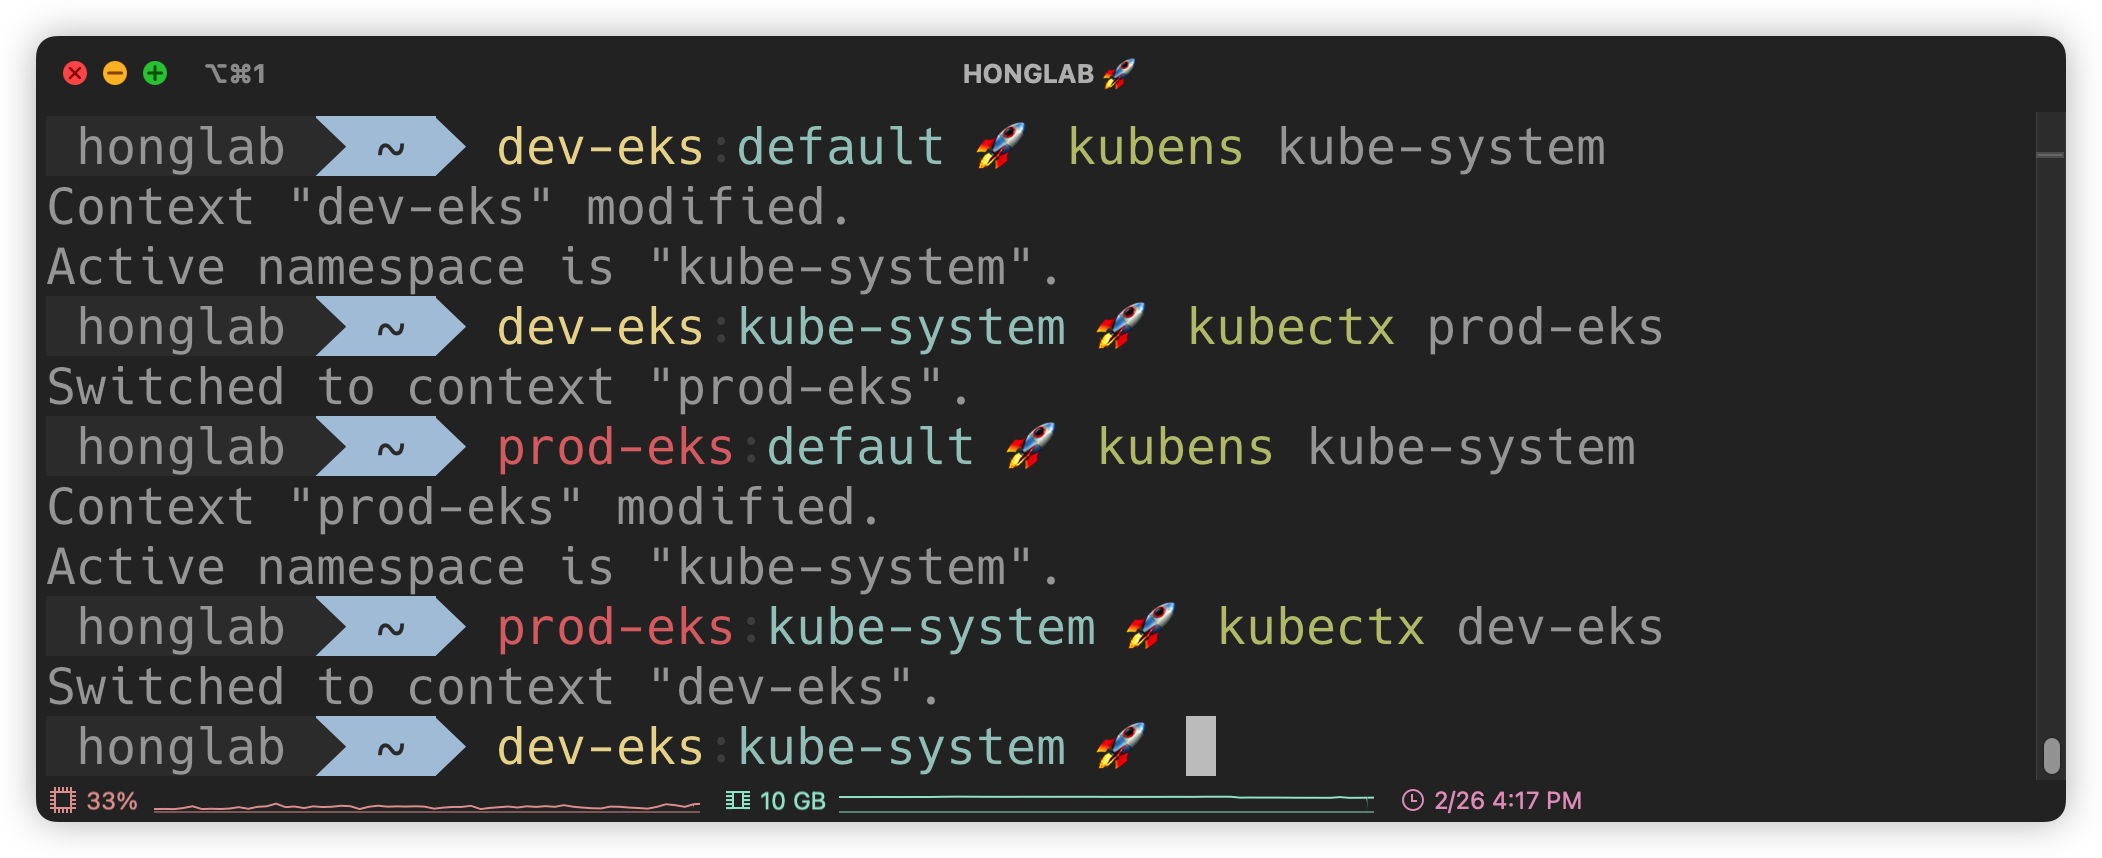 ⌥⌘1 HONGLAB 🚀
honglab ~ dev-eks:default 🚀 kubens kube-system
Context "dev-eks" modified.
Active namespace is "kube-system".
honglab ~ dev-eks:kube-system 🚀 kubectx prod-eks
Switched to context "prod-eks".
honglab ~ prod-eks:default 🚀 kubens kube-system
Context "prod-eks" modified.
Active namespace is "kube-system".
honglab ~ prod-eks:kube-system 🚀 kubectx dev-eks
Switched to context "dev-eks".
honglab ~ dev-eks:kube-system 🚀
33% 10 GB 2/26 4:17 PM